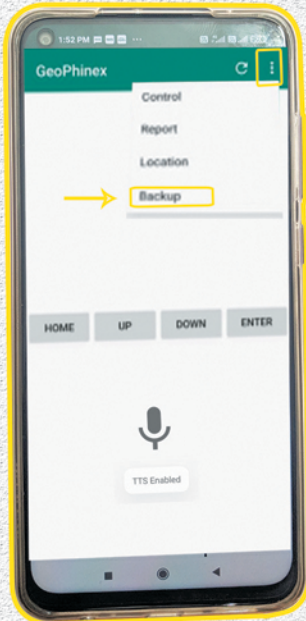 1:52 PM
GeoPhinex
Control
Report
Location
Backup
HOME UP DOWN ENTER
TTS Enabled